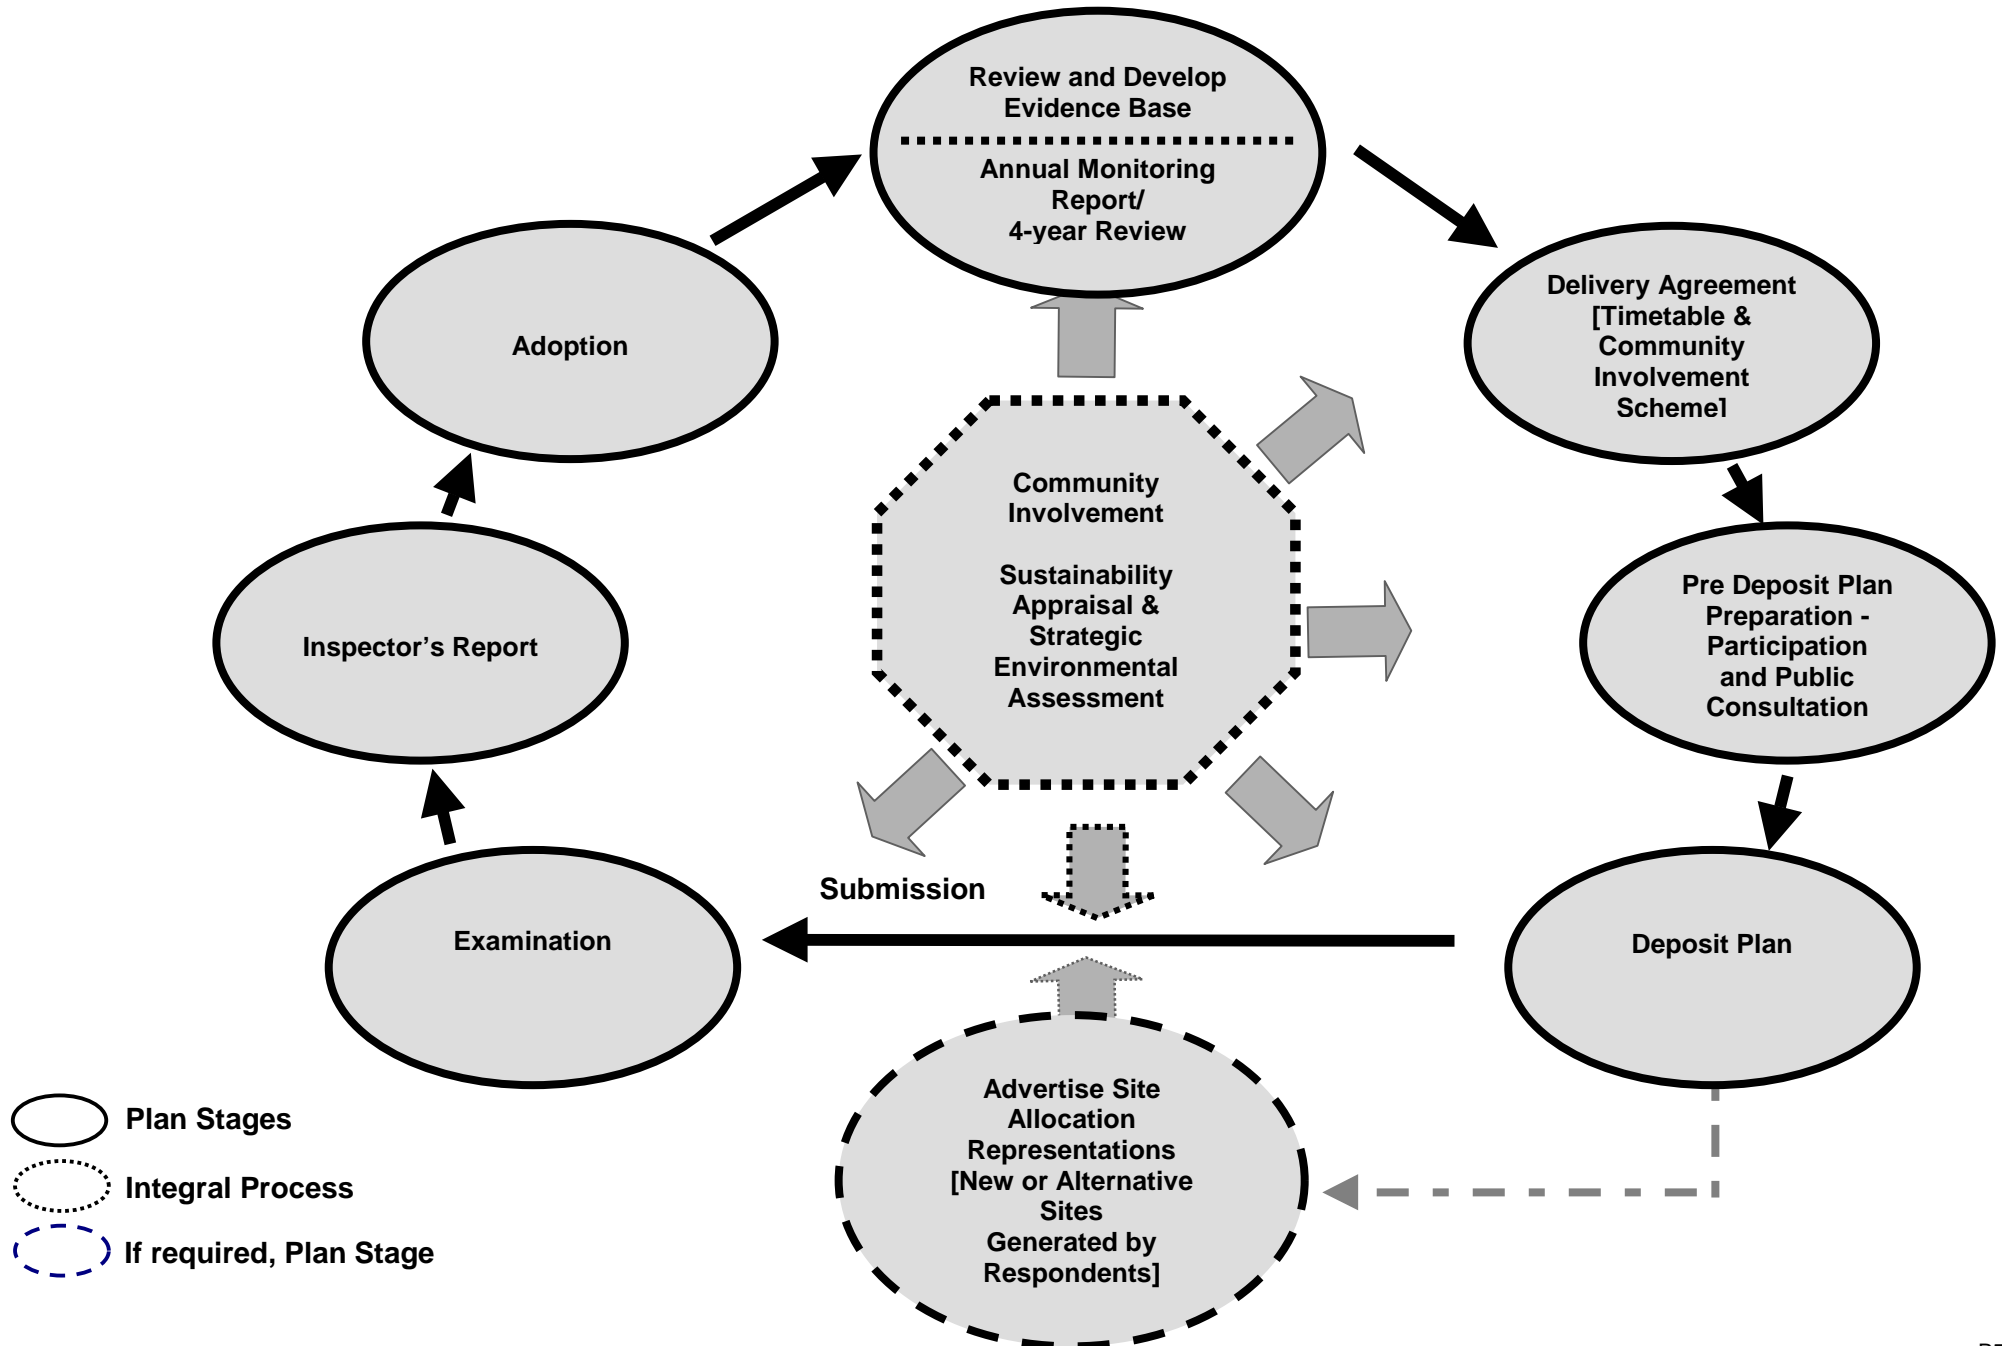 Review and Develop
Evidence Base
Annual Monitoring
Report/
4-year Review
Delivery Agreement
[Timetable &
Community
Involvement
Scheme]
Adoption
Community
Involvement
Sustainability
Appraisal &
Strategic
Environmental
Assessment
Pre Deposit Plan
Preparation -
Participation
and Public
Consultation
Inspector’s Report
Submission
Examination
Deposit Plan
Advertise Site
Allocation
Representations
[New or Alternative
Sites
Generated by
Respondents]
Plan Stages
Integral Process
If required, Plan Stage